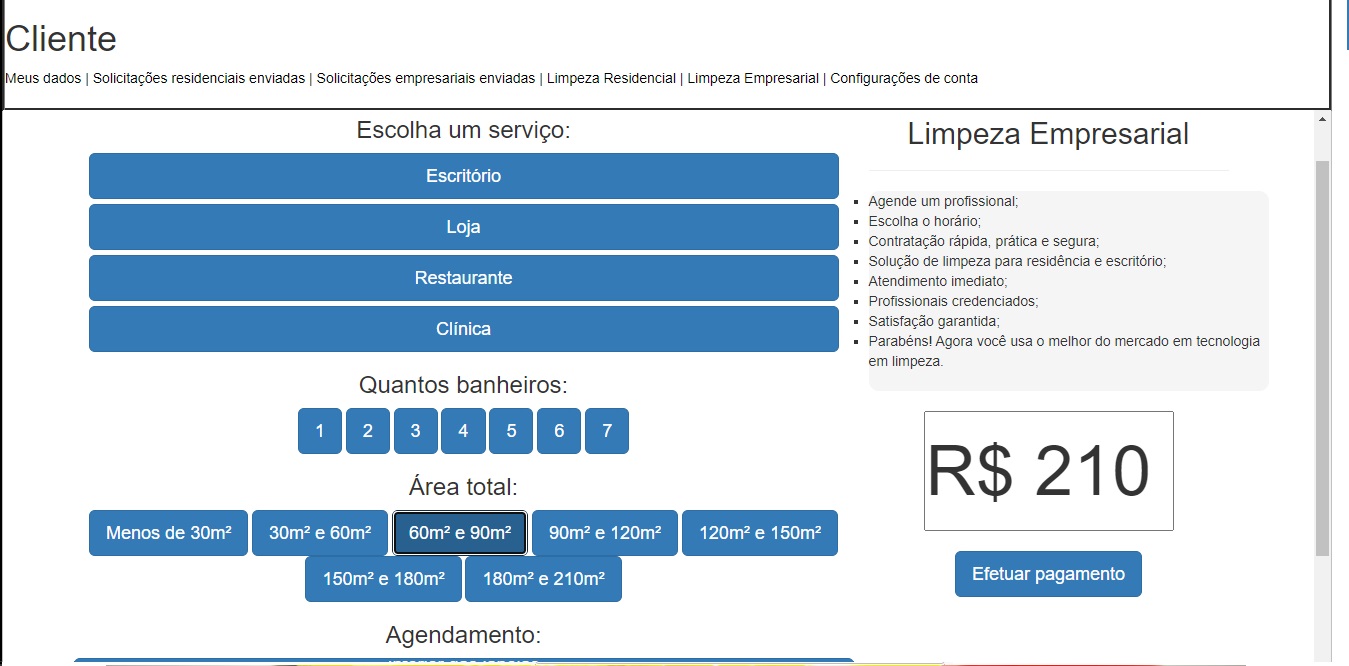 Cliente
Meus dados | Solicitações residenciais enviadas | Solicitações empresariais enviadas | Limpeza Residencial | Limpeza Empresarial | Configurações de conta
Escolha um serviço:
Escritório
Loja
Restaurante
Clínica
Quantos banheiros:
1 2 3 4 5 6 7
Área total:
Menos de 30m² 30m² e 60m² 60m² e 90m² 90m² e 120m² 120m² e 150m²
150m² e 180m² 180m² e 210m²
Agendamento:
Limpeza Empresarial
Agende um profissional;
Escolha o horário;
Contratação rápida, prática e segura;
Solução de limpeza para residência e escritório;
Atendimento imediato;
Profissionais credenciados;
Satisfação garantida;
Parabéns! Agora você usa o melhor do mercado em tecnologia
em limpeza.
R$ 210
Efetuar pagamento